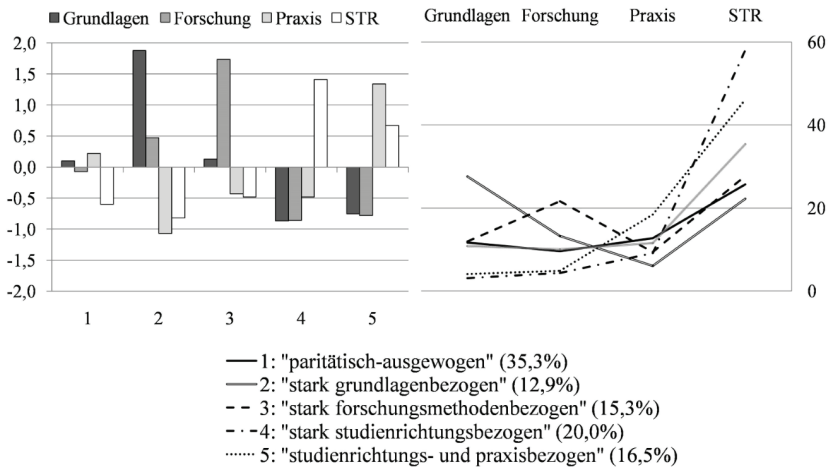 Grundlagen Forschung Praxis STR
2,0
1,5
1,0
0,5
0,0
-0,5
-1,0
-1,5
-2,0
1 2 3 4 5
Grundlagen Forschung Praxis STR
60
40
20
0
1: "paritätisch-ausgewogen" (35,3%)
2: "stark grundlagenbezogen" (12,9%)
3: "stark forschungsmethodenbezogen" (15,3%)
4: "stark studienrichtungsbezogen" (20,0%)
5: "studienrichtungs- und praxisbezogen" (16,5%)